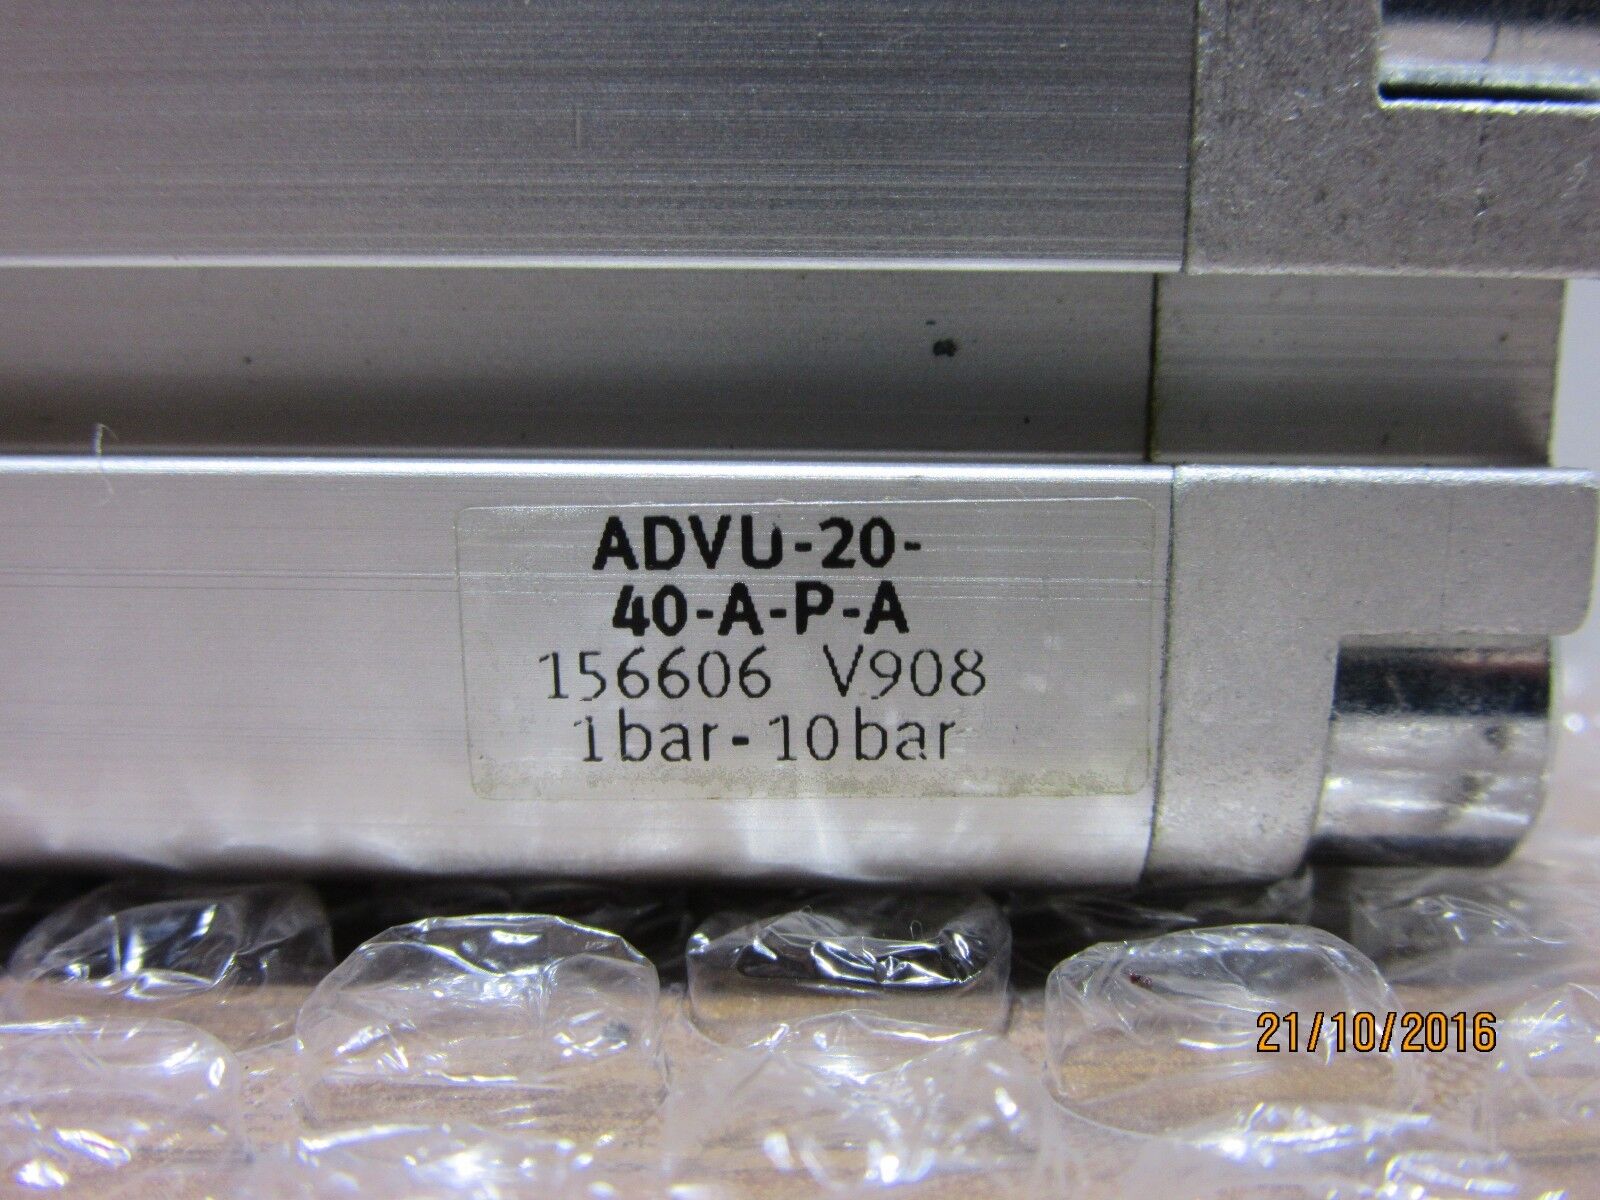 ADVU-20-
40-A-P-A
156606 V908
1bar-10bar
21/10/2016